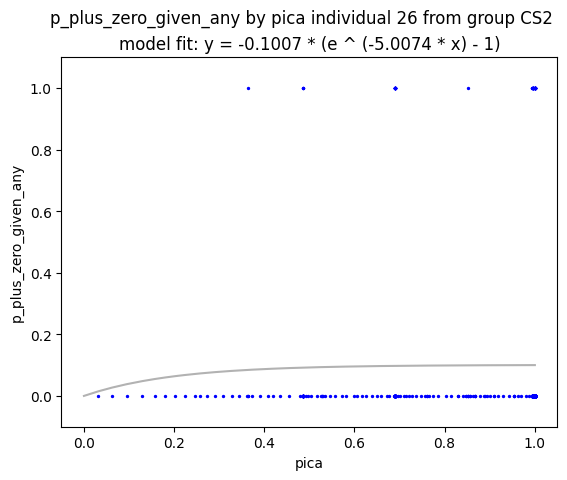 p_plus_zero_given_any by pica individual 26 from group CS2
model fit: y = -0.1007 * (e ^ (-5.0074 * x) - 1)
p_plus_zero_given_any
1.0
0.8
0.6
0.4
0.2
0.0
0.0 0.2 0.4 0.6 0.8 1.0
pica